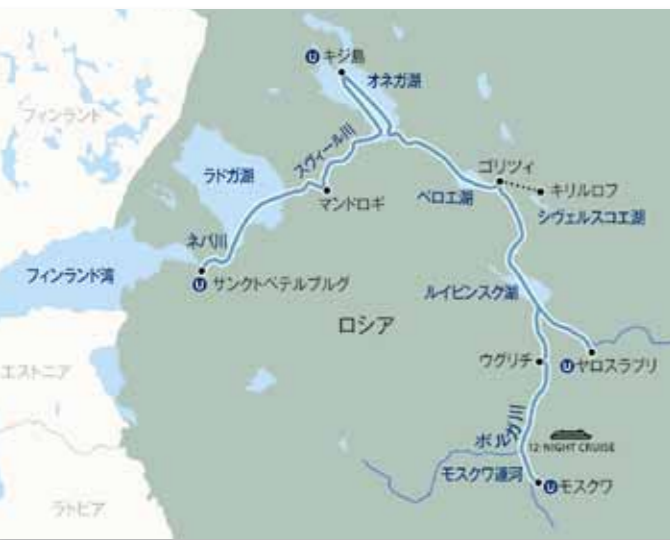 キジ島
オネガ湖
フィンランド
スヴィール川
ラドガ湖
ゴリツィ
キリルロフ
マンドロギ
ベロエ湖
シヴェルスコエ湖
ネバ川
フィンランド湾
サンクトペテルブルグ
ルイビンスク湖
ロシア
エストニア
ウグリチ
ヤロスラブリ
ボルガ川
12 NIGHT CRUISE
モスクワ運河
モスクワ
ラトビア